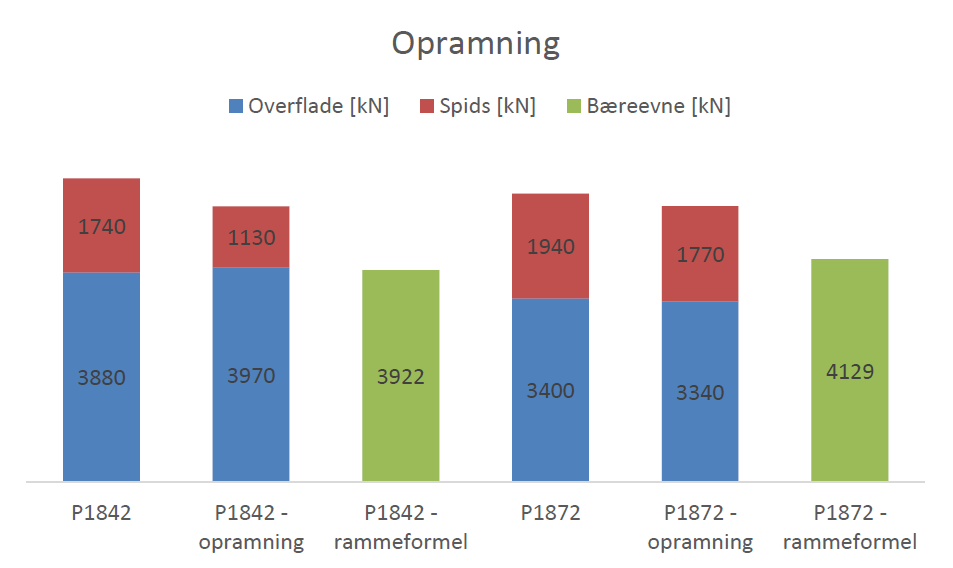 Opramning
Overflade [kN] Spids [kN] Bæreevne [kN]
1740
1130
1940
1770
3880
3970
3922
3400
3340
4129
P1842
P1842 -
opramning
P1842 -
rammeformel
P1872
P1872 -
opramning
P1872 -
rammeformel